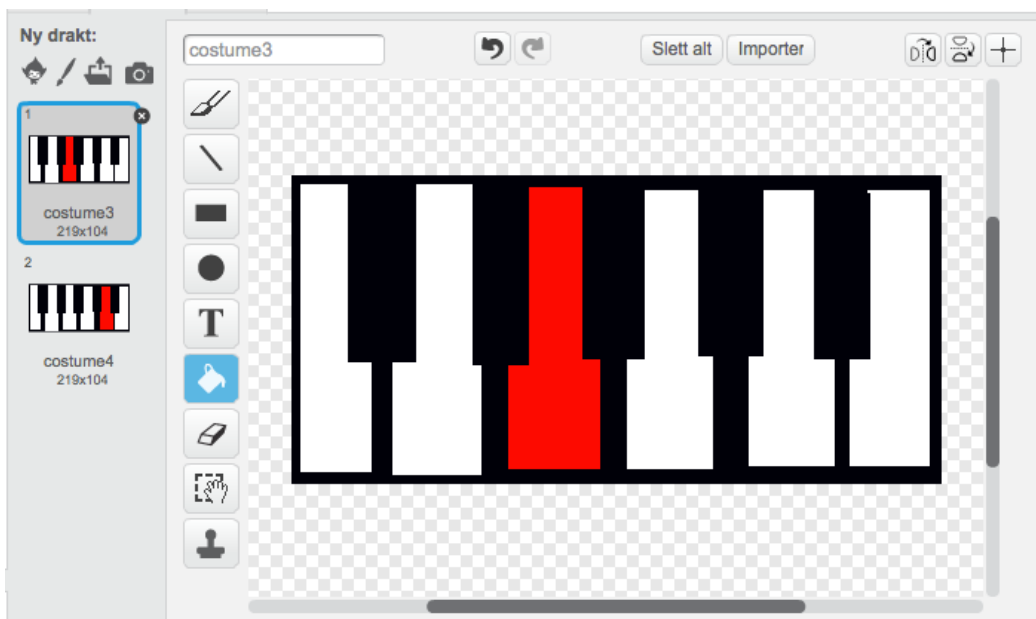 Ny drakt:
costume3
Slett alt
Importer
1
costume3
219x104
2
costume4
219x104
T